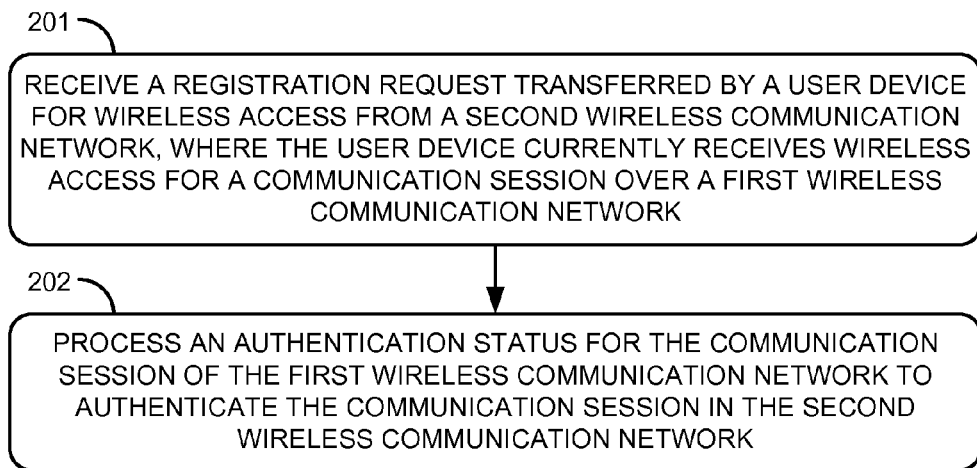 201
RECEIVE A REGISTRATION REQUEST TRANSFERRED BY A USER DEVICE
FOR WIRELESS ACCESS FROM A SECOND WIRELESS COMMUNICATION
NETWORK, WHERE THE USER DEVICE CURRENTLY RECEIVES WIRELESS
ACCESS FOR A COMMUNICATION SESSION OVER A FIRST WIRELESS
COMMUNICATION NETWORK
202
PROCESS AN AUTHENTICATION STATUS FOR THE COMMUNICATION
SESSION OF THE FIRST WIRELESS COMMUNICATION NETWORK TO
AUTHENTICATE THE COMMUNICATION SESSION IN THE SECOND
WIRELESS COMMUNICATION NETWORK